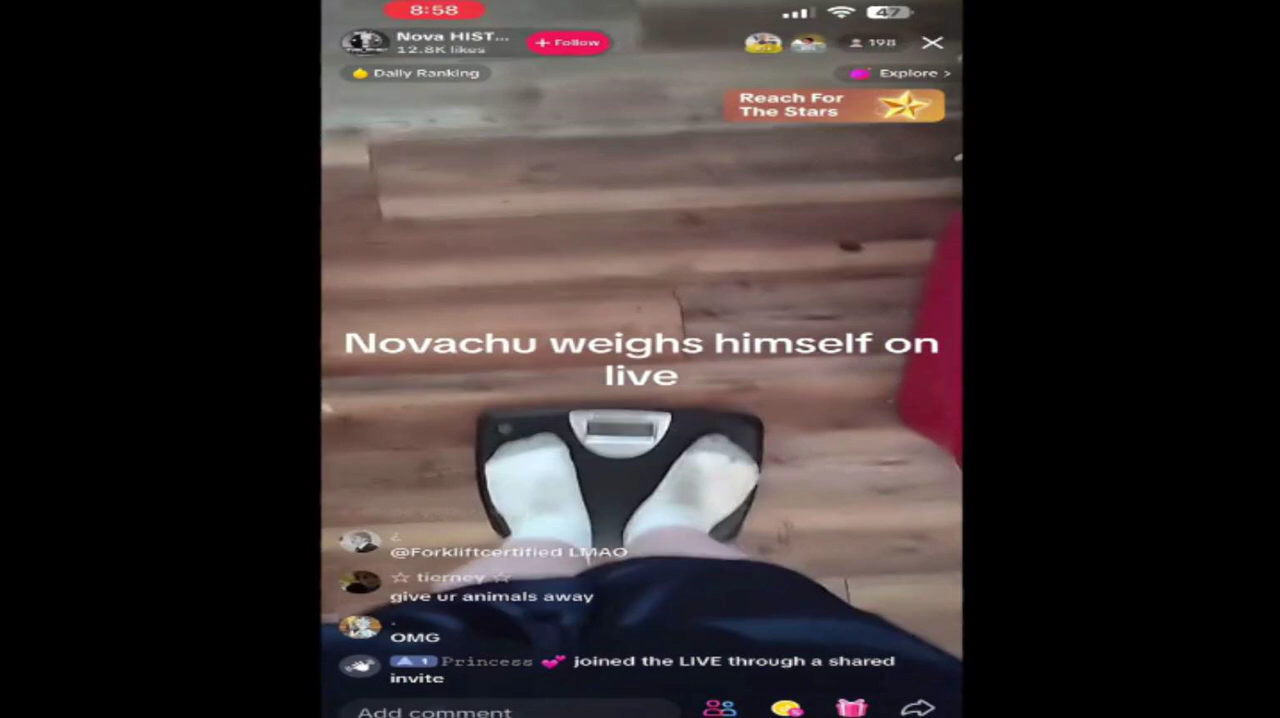 8:58
47
Nova HIST...
12.8K likes
+ Follow
198
Daily Ranking
Explore >
Reach For
The Stars
Novachu weighs himself on
live
@Forkliftcertified LMAO
☆ tierney ☆
give ur animals away
.
OMG
1 Princess 💕 joined the LIVE through a shared
invite
Add comment